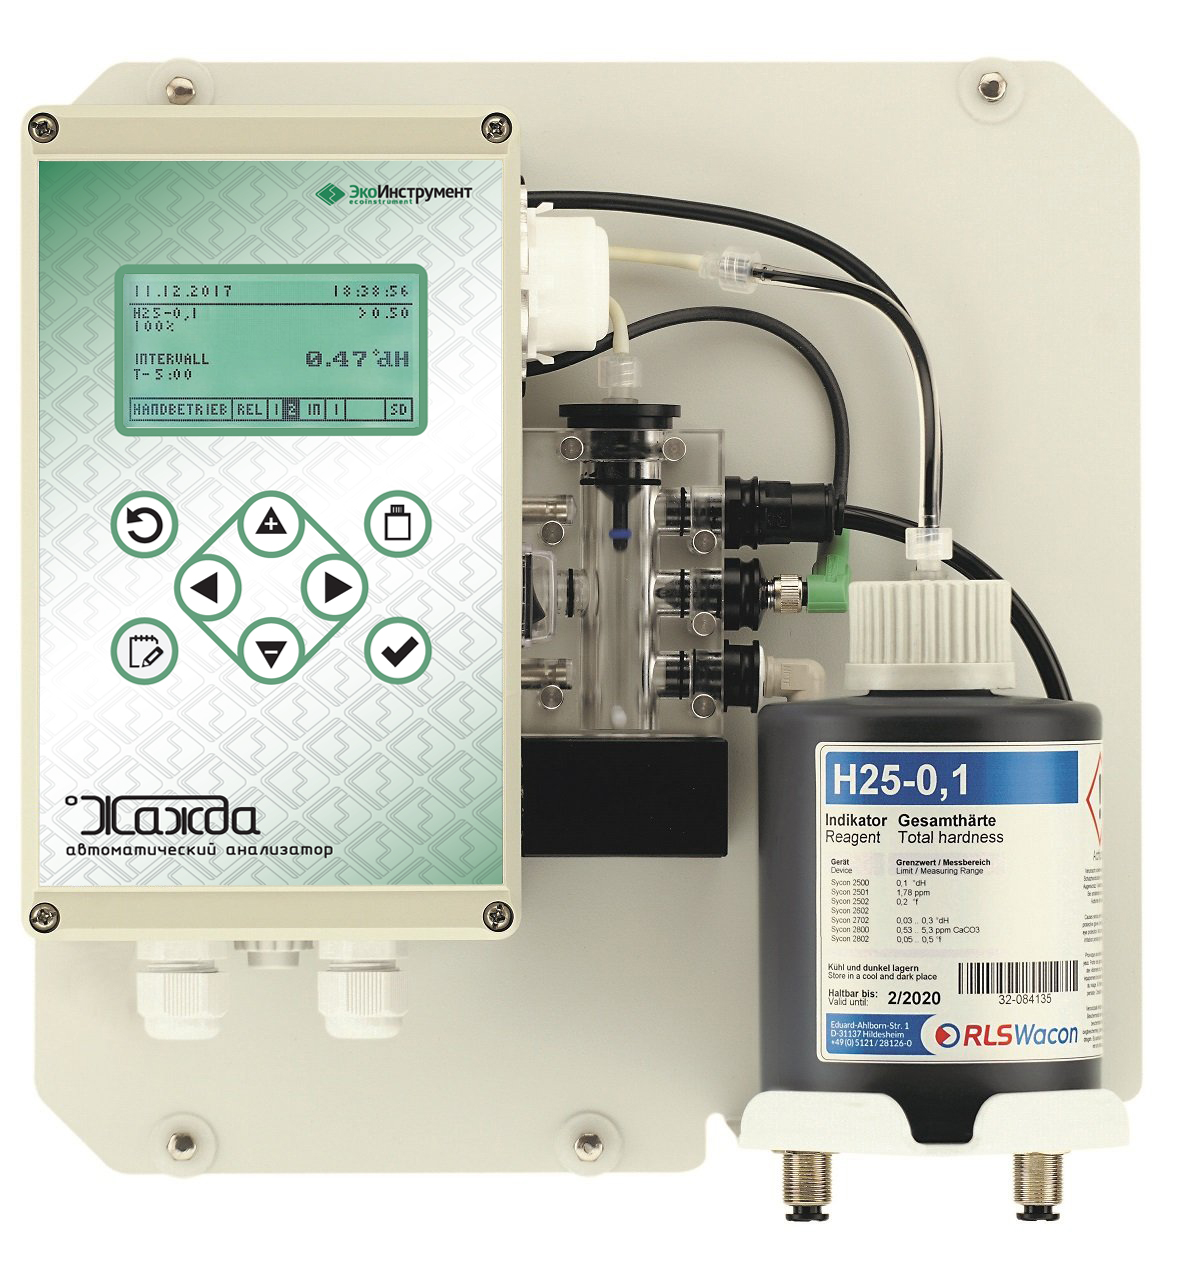 ЭкоИнструмент
ecoinstrument
11.12.2017 18:38:56
H25-0,1 >0.50
100%
INTERVALL 0.47°dH
T- 5:00
HANDBETRIEB REL 1 2 IN 1 SD
°Жажда
автоматический анализатор
H25-0,1
Indikator Gesamthärte
Reagent Total hardness
Gerät Grenzwert / Messbereich
Device Limit / Measuring Range
Sycon 2500 0,1 °dH
Sycon 2501 1,78 ppm
Sycon 2502 0,2 °f
Sycon 2602
Sycon 2702 0,03 .. 0,3 °dH
Sycon 2800 0,53 .. 5,3 ppm CaCO3
Sycon 2802 0,05 .. 0,5 °f
Kühl und dunkel lagern
Store in a cool and dark place
Haltbar bis:
Valid until: 2/2020
32-084135
Eduard-Ahlborn-Str. 1
D-31137 Hildesheim
+49(0)5121/28126-0
RLSWacon